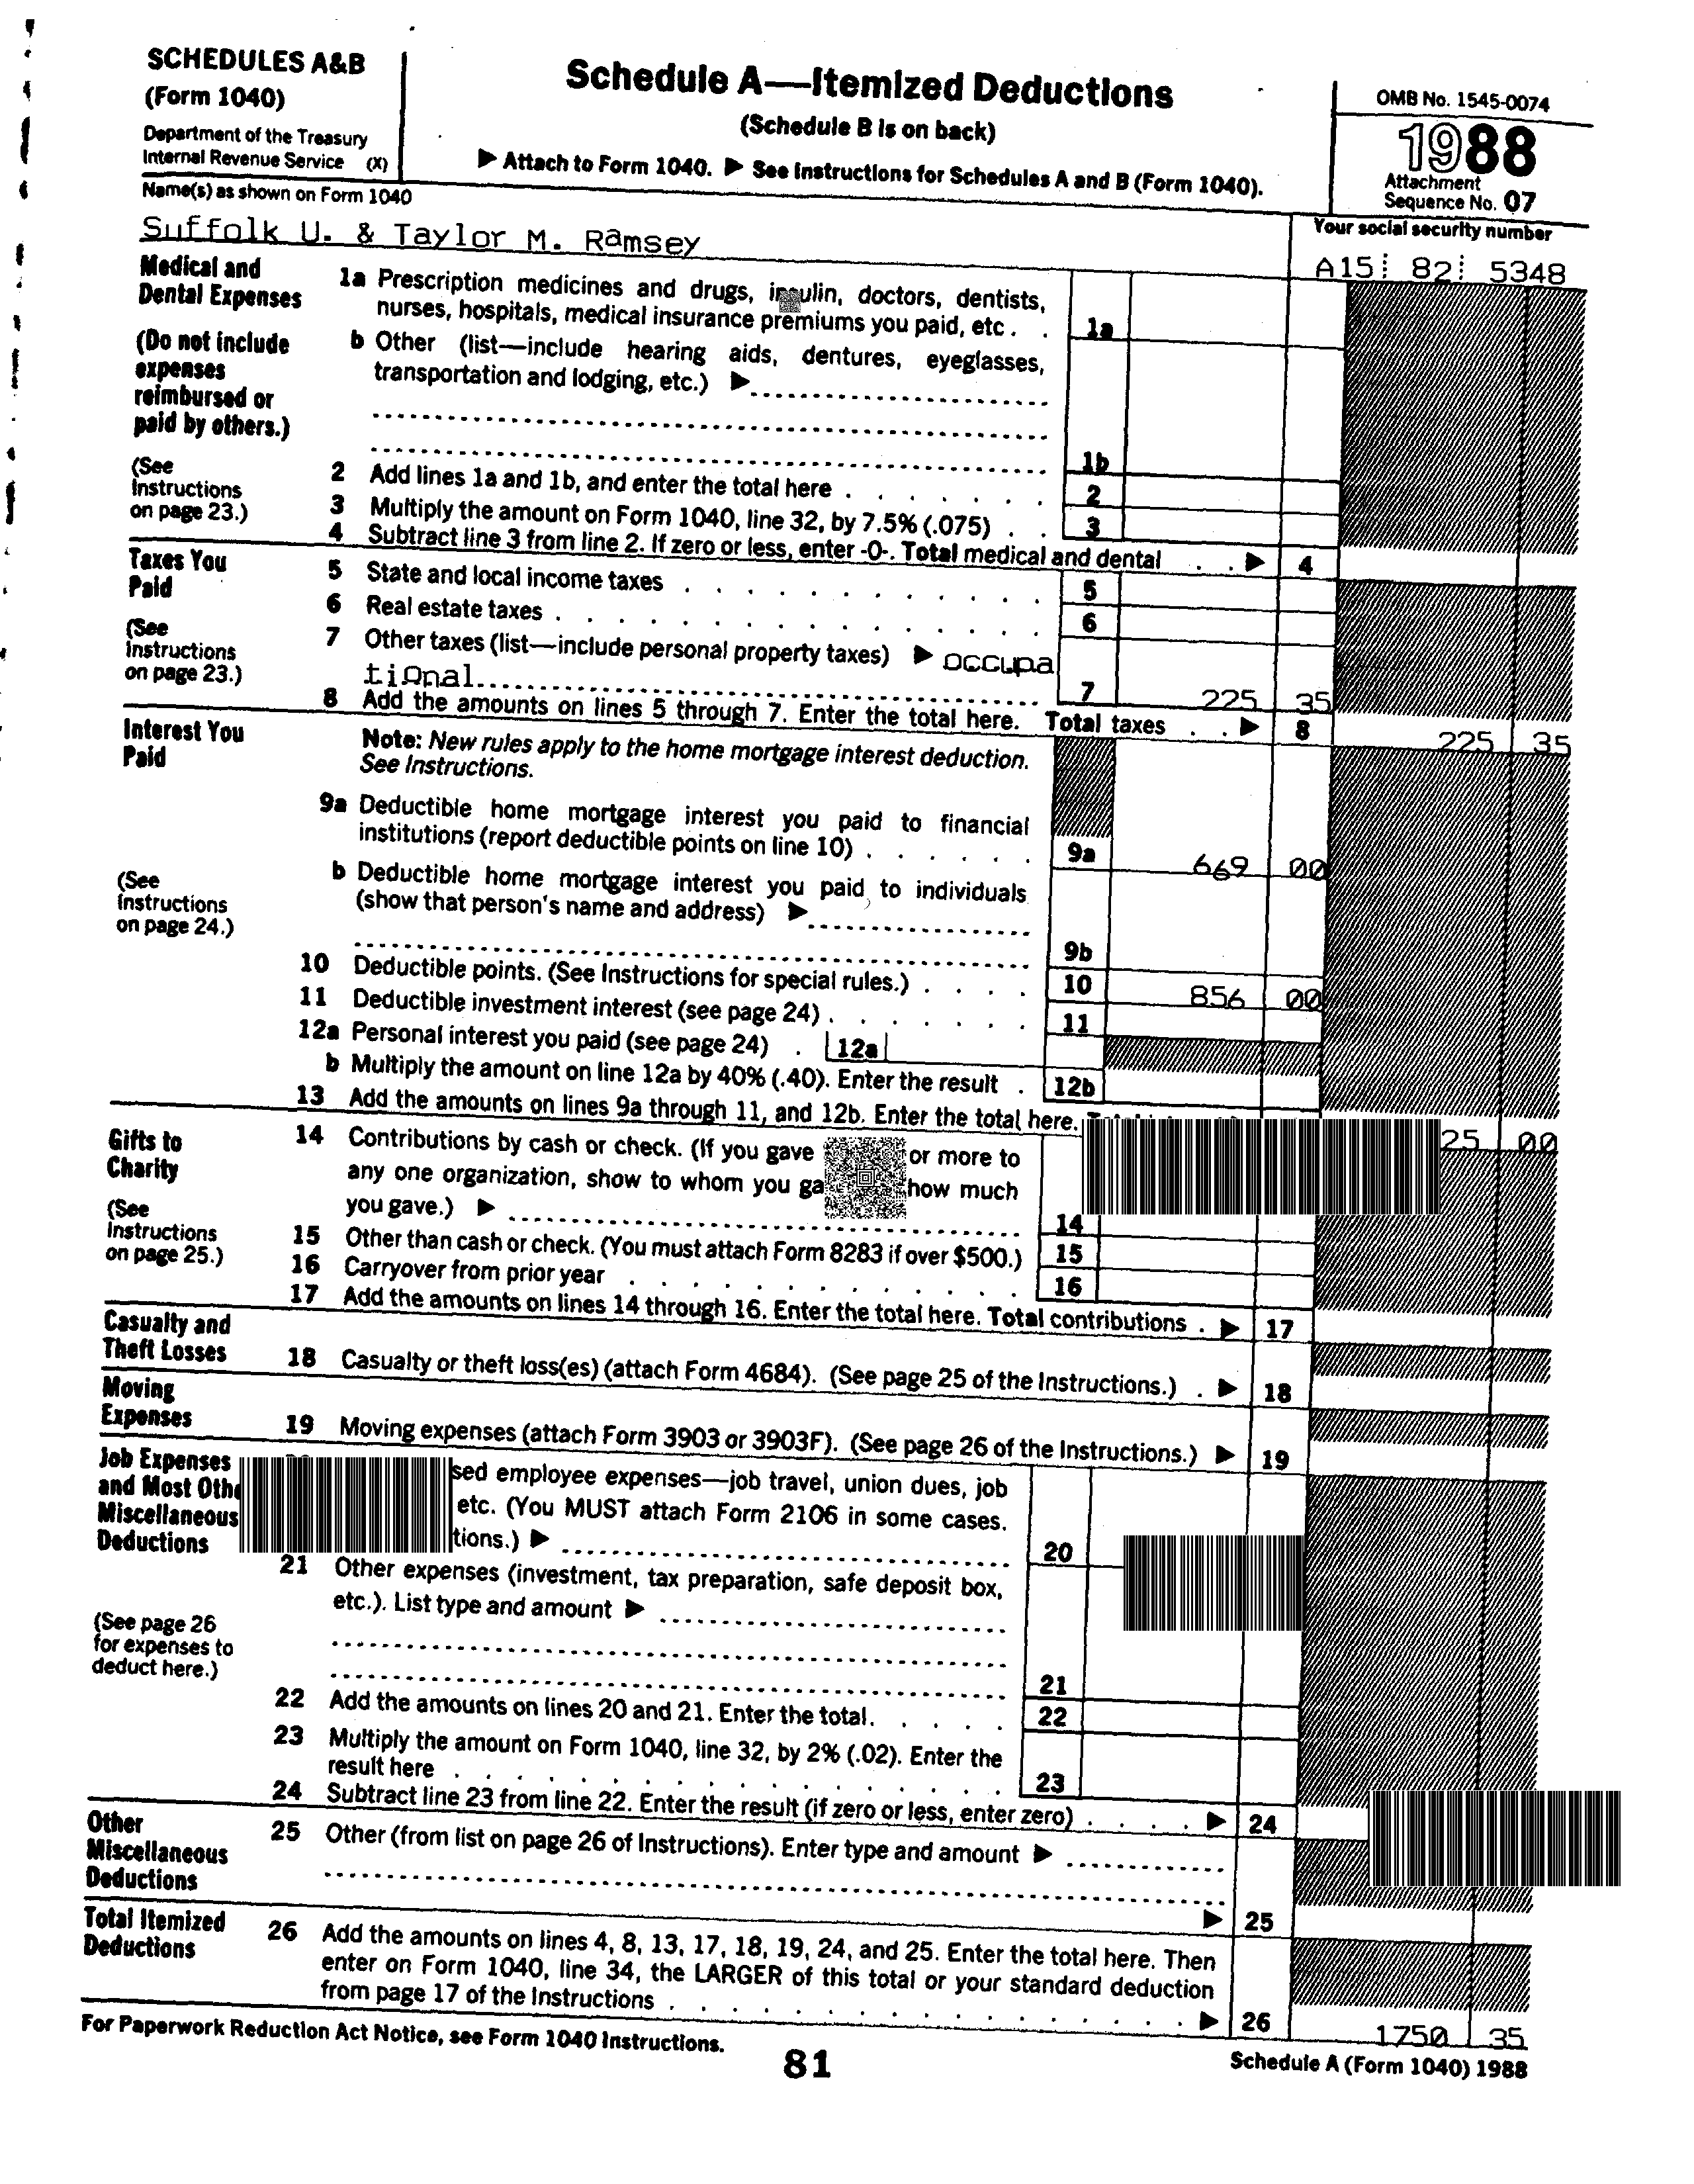 SCHEDULES A&B
(Form 1040)
Department of the Treasury
Internal Revenue Service (X)
Schedule A—Itemized Deductions
(Schedule B is on back)
▶ Attach to Form 1040. ▶ See Instructions for Schedules A and B (Form 1040).
OMB No. 1545-0074
1988
Attachment
Sequence No. 07
Name(s) as shown on Form 1040
Your social security number
Suffolk U. & Taylor M. Ramsey
A15 82 5348
Medical and
Dental Expenses
(Do not include
expenses
reimbursed or
paid by others.)
(See
Instructions
on page 23.)
1a Prescription medicines and drugs, insulin, doctors, dentists,
nurses, hospitals, medical insurance premiums you paid, etc . . 1a
b Other (list—include hearing aids, dentures, eyeglasses,
transportation and lodging, etc.) ▶
1b
2 Add lines 1a and 1b, and enter the total here . . . . . . . 2
3 Multiply the amount on Form 1040, line 32, by 7.5% (.075) . . 3
4 Subtract line 3 from line 2. If zero or less, enter -0-. Total medical and dental . . ▶ 4
Taxes You
Paid
(See
Instructions
on page 23.)
5 State and local income taxes . . . . . . . . . . . . 5
6 Real estate taxes . . . . . . . . . . . . . . . . 6
7 Other taxes (list—include personal property taxes) ▶ occupa
tional 7 225 35
8 Add the amounts on lines 5 through 7. Enter the total here. Total taxes . . ▶ 8 225 35
Interest You
Paid
(See
Instructions
on page 24.)
Note: New rules apply to the home mortgage interest deduction.
See Instructions.
9a Deductible home mortgage interest you paid to financial
institutions (report deductible points on line 10) . . . . . . 9a 669 00
b Deductible home mortgage interest you paid to individuals
(show that person's name and address) ▶
9b
10 Deductible points. (See Instructions for special rules.) . . . . 10 856 00
11 Deductible investment interest (see page 24) . . . . . . . 11
12a Personal interest you paid (see page 24) . 12a
b Multiply the amount on line 12a by 40% (.40). Enter the result . 12b
13 Add the amounts on lines 9a through 11, and 12b. Enter the total here. 25 00
Gifts to
Charity
(See
Instructions
on page 25.)
14 Contributions by cash or check. (If you gave or more to
any one organization, show to whom you ga how much
you gave.) ▶ 14
15 Other than cash or check. (You must attach Form 8283 if over $500.) 15
16 Carryover from prior year . . . . . . . . . . . . 16
17 Add the amounts on lines 14 through 16. Enter the total here. Total contributions . ▶ 17
Casualty and
Theft Losses
18 Casualty or theft loss(es) (attach Form 4684). (See page 25 of the Instructions.) . ▶ 18
Moving
Expenses
19 Moving expenses (attach Form 3903 or 3903F). (See page 26 of the Instructions.) ▶ 19
Job Expenses
and Most Othe
Miscellaneous
Deductions
(See page 26
for expenses to
deduct here.)
sed employee expenses—job travel, union dues, job
etc. (You MUST attach Form 2106 in some cases.
tions.) ▶ 20
21 Other expenses (investment, tax preparation, safe deposit box,
etc.). List type and amount ▶
21
22 Add the amounts on lines 20 and 21. Enter the total. . . . . . 22
23 Multiply the amount on Form 1040, line 32, by 2% (.02). Enter the
result here . . . . . . . . . . . . . . . . . 23
24 Subtract line 23 from line 22. Enter the result (if zero or less, enter zero) . . . . ▶ 24
Other
Miscellaneous
Deductions
25 Other (from list on page 26 of Instructions). Enter type and amount ▶
▶ 25
Total Itemized
Deductions
26 Add the amounts on lines 4, 8, 13, 17, 18, 19, 24, and 25. Enter the total here. Then
enter on Form 1040, line 34, the LARGER of this total or your standard deduction
from page 17 of the Instructions . . . . . . . . . . . . . . ▶ 26 1750 35
For Paperwork Reduction Act Notice, see Form 1040 Instructions.
81
Schedule A (Form 1040) 1988